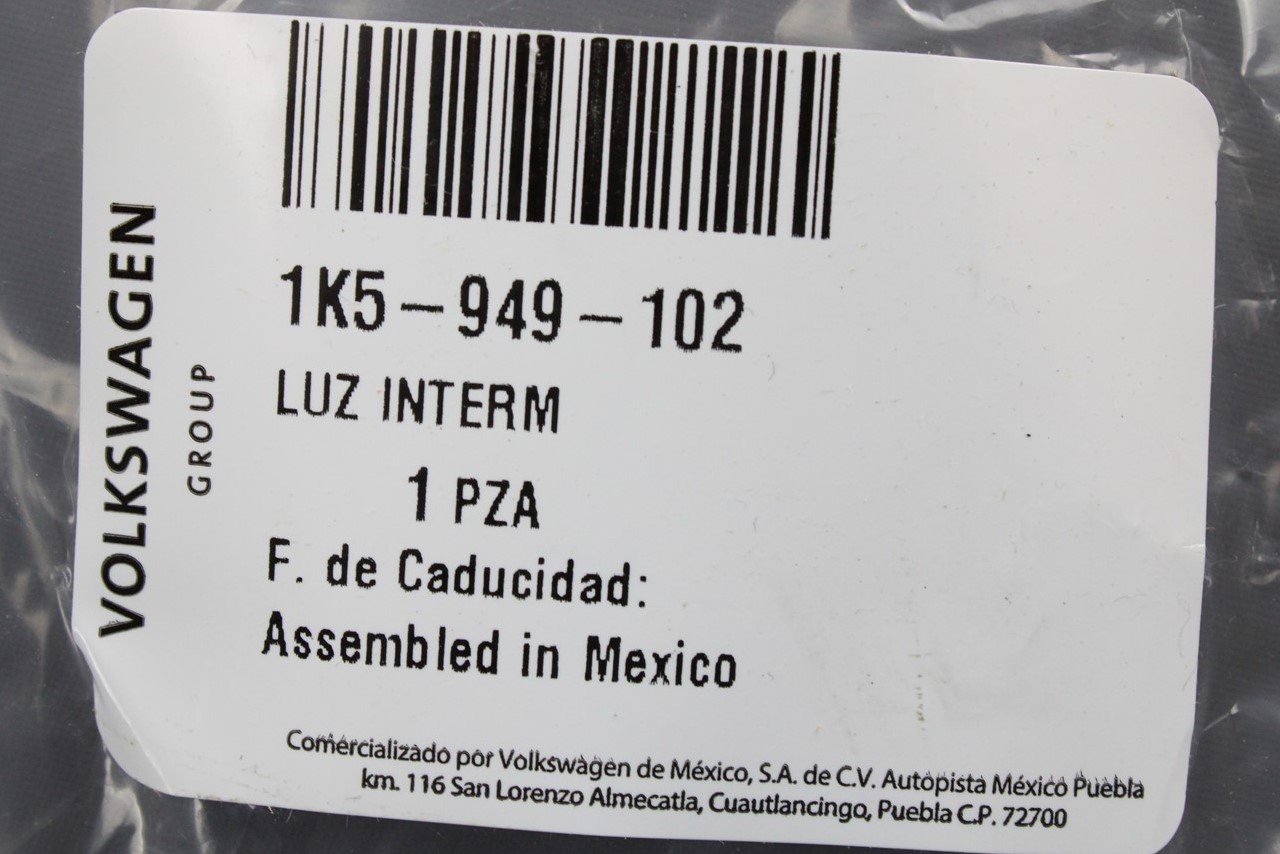 VOLKSWAGEN
GROUP
1K5-949-102
LUZ INTERM
1 PZA
F. de Caducidad:
Assembled in Mexico
Comercializado por Volkswagen de México, S.A. de C.V. Autopista México Puebla
km. 116 San Lorenzo Almecatla, Cuautlancingo, Puebla C.P. 72700